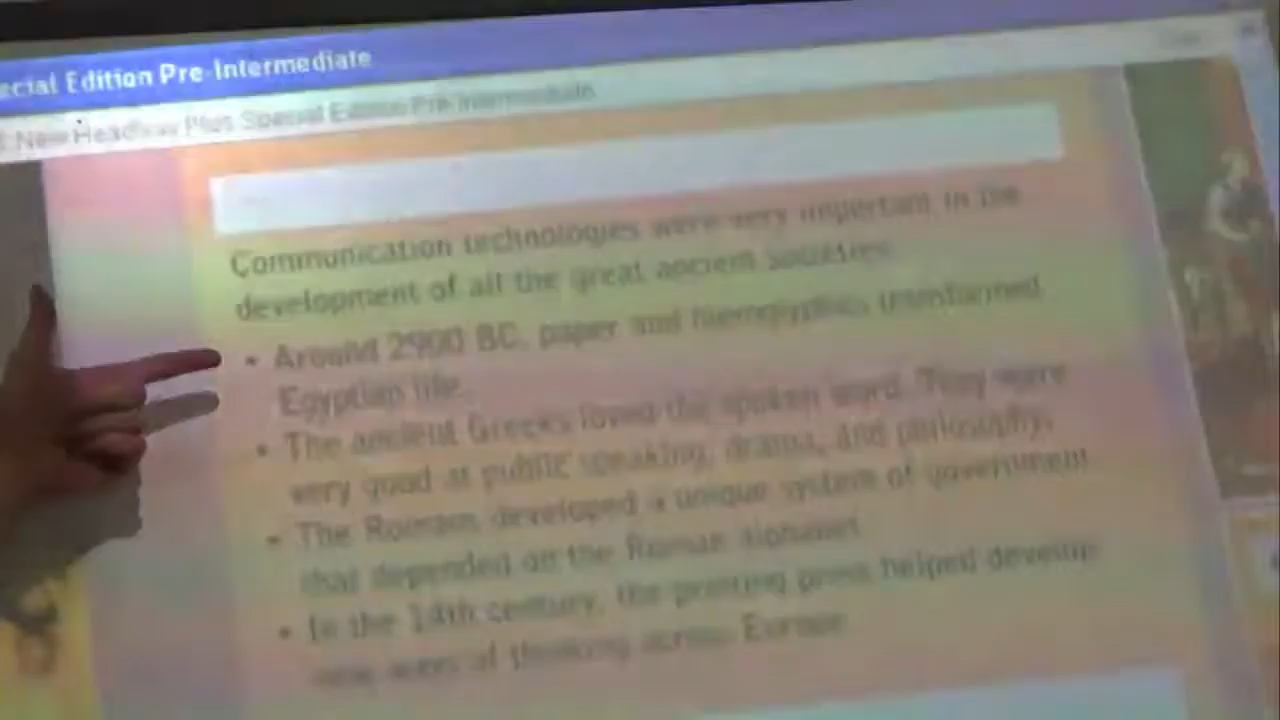 ecial Edition Pre-Intermediate
New Headway Plus Special Edition Pre-Intermediate
Communication technologies were very important in the
development of all the great ancient societies.
• Around 2900 BC, paper and hieroglyphics transformed
Egyptian life.
• The ancient Greeks loved the spoken word. They were
very good at public speaking, drama, and philosophy.
• The Romans developed a unique system of government
that depended on the Roman alphabet.
• In the 14th century, the printing press helped develop
new ways of thinking across Europe.